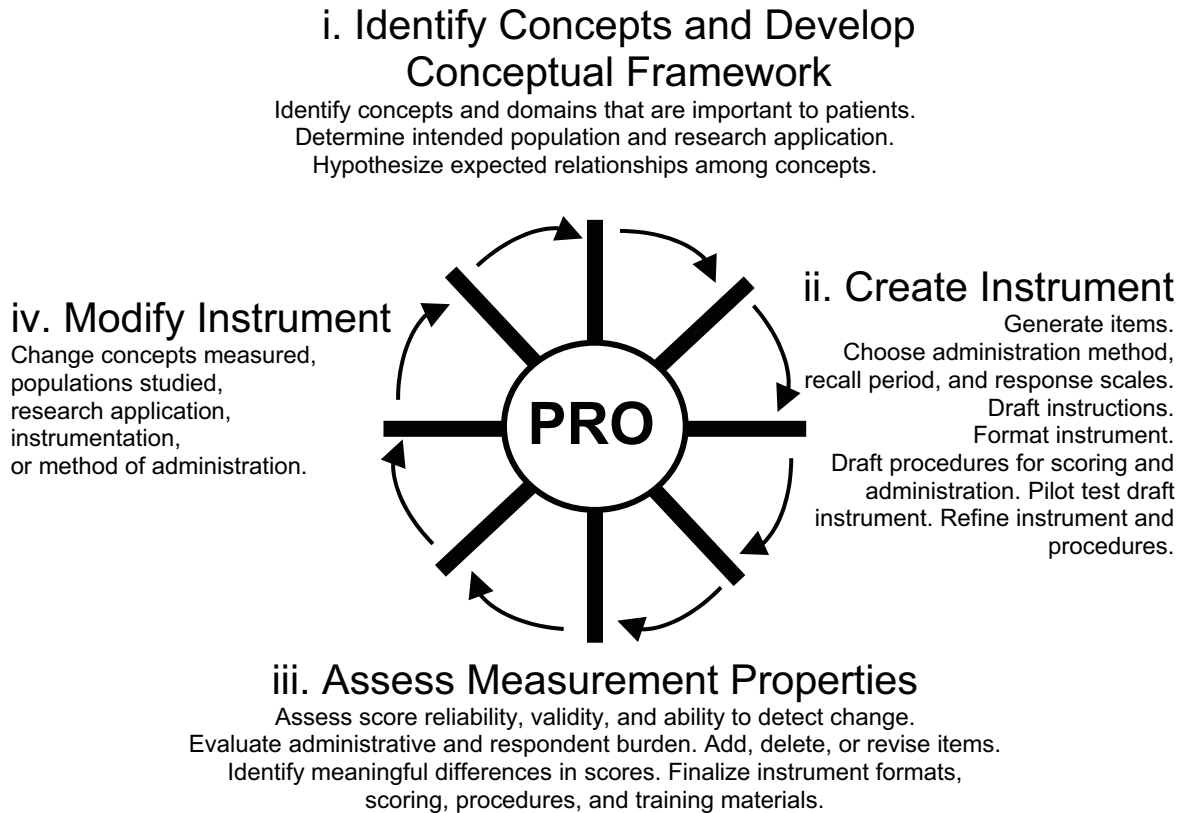 i. Identify Concepts and Develop
Conceptual Framework
Identify concepts and domains that are important to patients.
Determine intended population and research application.
Hypothesize expected relationships among concepts.
ii. Create Instrument
Generate items.
Choose administration method,
recall period, and response scales.
Draft instructions.
Format instrument.
Draft procedures for scoring and
administration. Pilot test draft
instrument. Refine instrument and
procedures.
iv. Modify Instrument
Change concepts measured,
populations studied,
research application,
instrumentation,
or method of administration.
PRO
iii. Assess Measurement Properties
Assess score reliability, validity, and ability to detect change.
Evaluate administrative and respondent burden. Add, delete, or revise items.
Identify meaningful differences in scores. Finalize instrument formats,
scoring, procedures, and training materials.